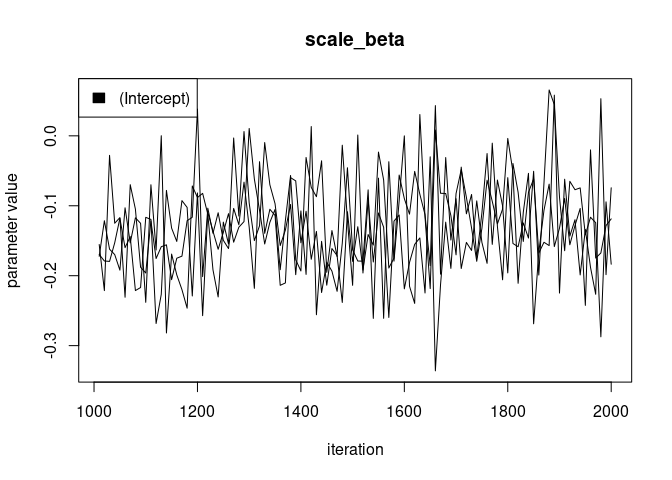 scale_beta
(Intercept)
0.0
-0.1
-0.2
-0.3
parameter value
1000 1200 1400 1600 1800 2000
iteration